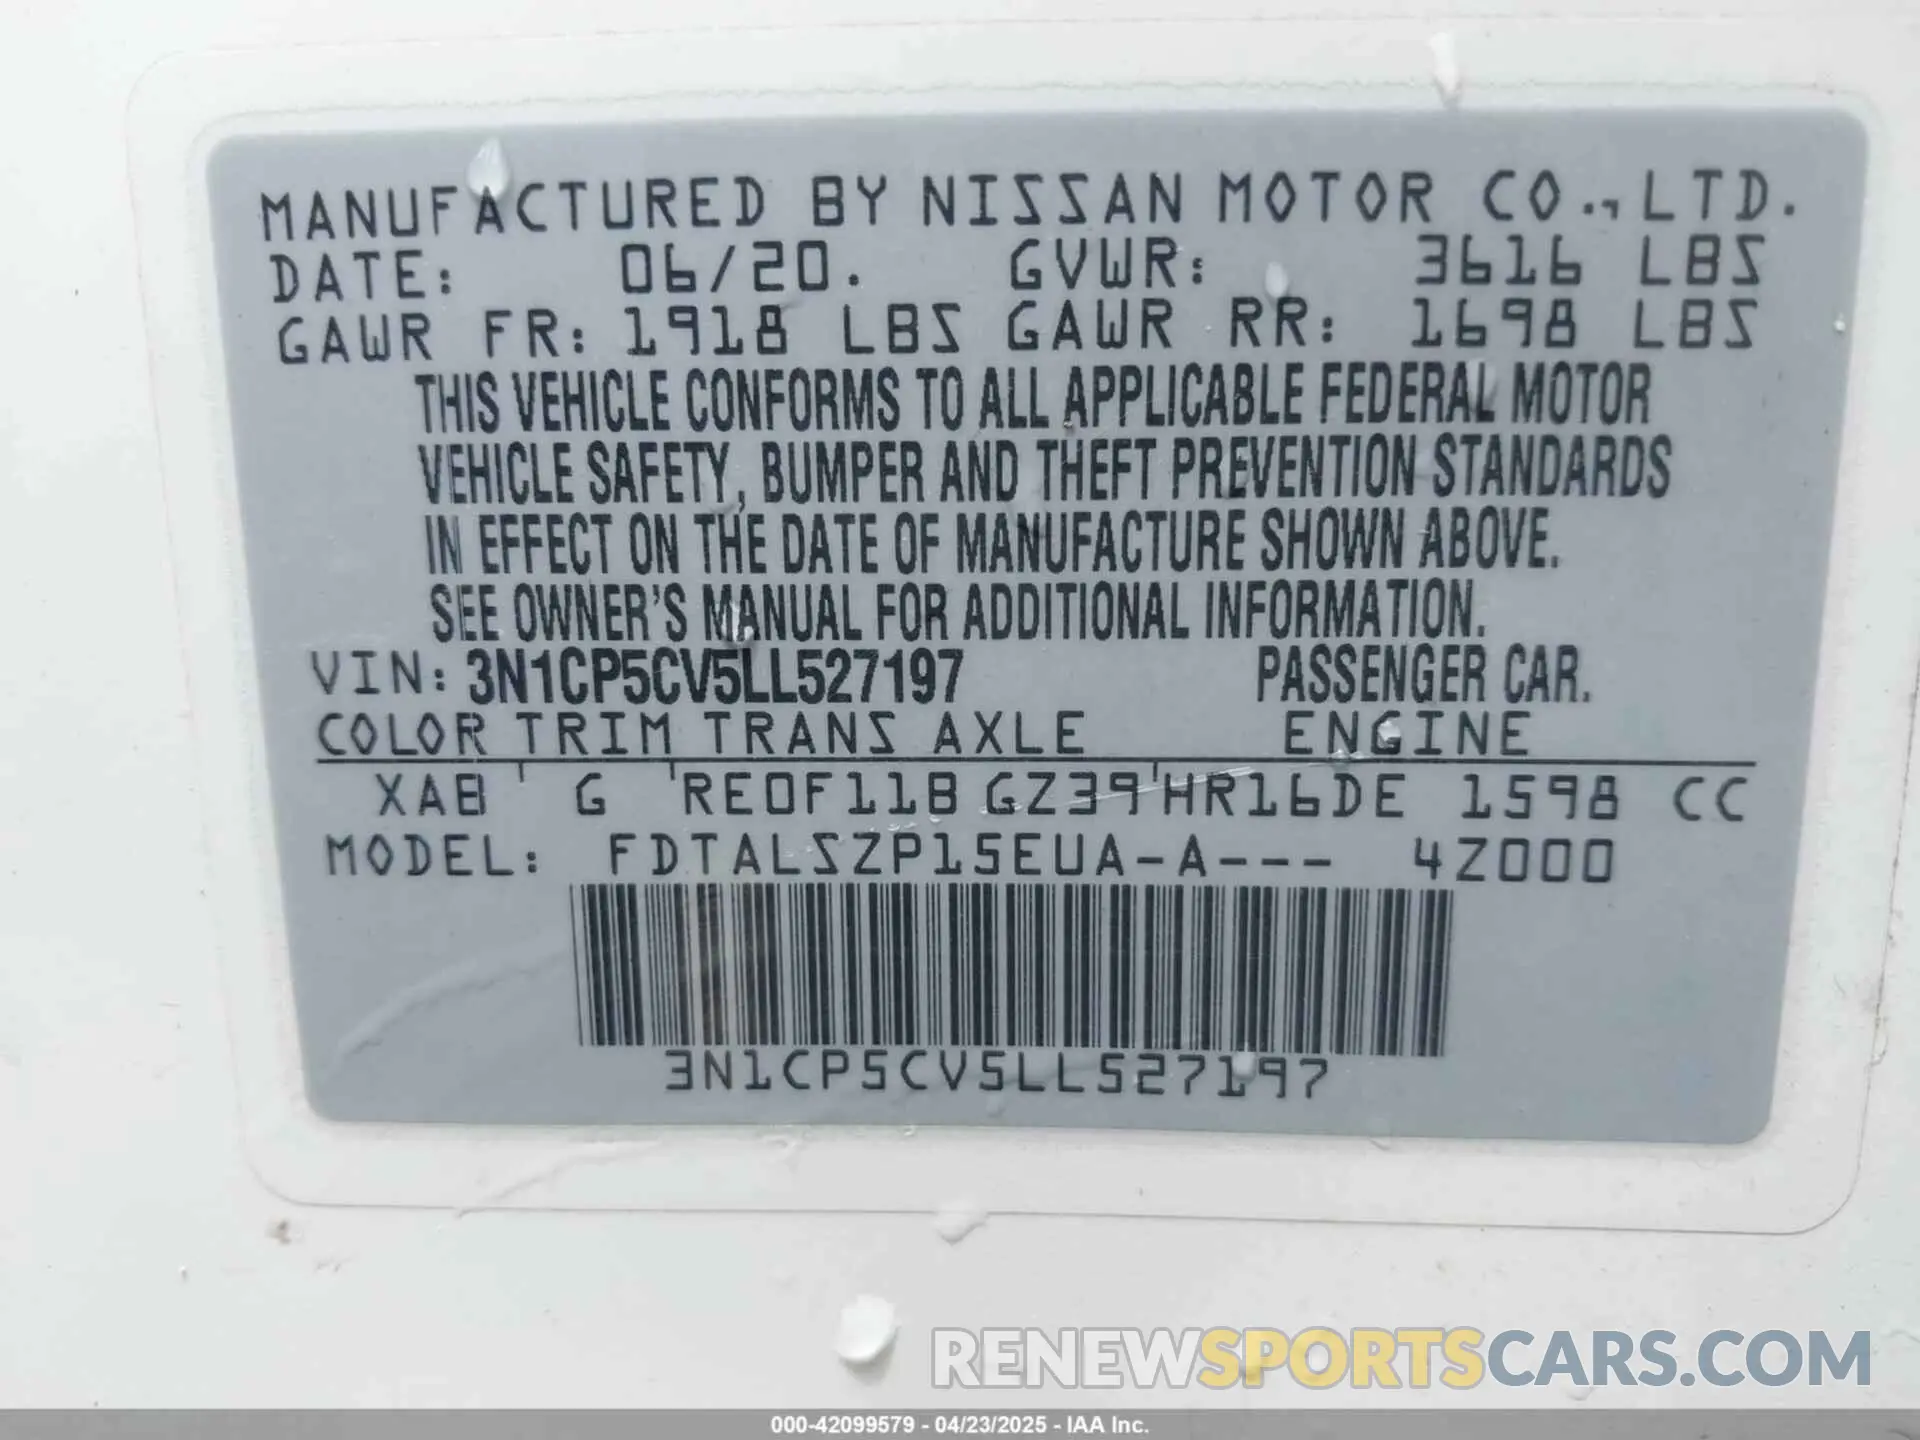 MANUFACTURED BY NISSAN MOTOR CO., LTD.
DATE: 06/20. GVWR: 3616 LBS
GAWR FR: 1918 LBS GAWR RR: 1698 LBS
THIS VEHICLE CONFORMS TO ALL APPLICABLE FEDERAL MOTOR
VEHICLE SAFETY, BUMPER AND THEFT PREVENTION STANDARDS
IN EFFECT ON THE DATE OF MANUFACTURE SHOWN ABOVE.
SEE OWNER'S MANUAL FOR ADDITIONAL INFORMATION.
VIN: 3N1CP5CV5LL527197 PASSENGER CAR.
COLOR TRIM TRANS AXLE ENGINE
XAB G RE0F11B GZ39 HR16DE 1598 CC
MODEL: FDTALSZP15EUA-A--- 4Z000
3N1CP5CV5LL527197
RENEWSPORTSCARS.COM
000-42099579 - 04/23/2025 - IAA Inc.